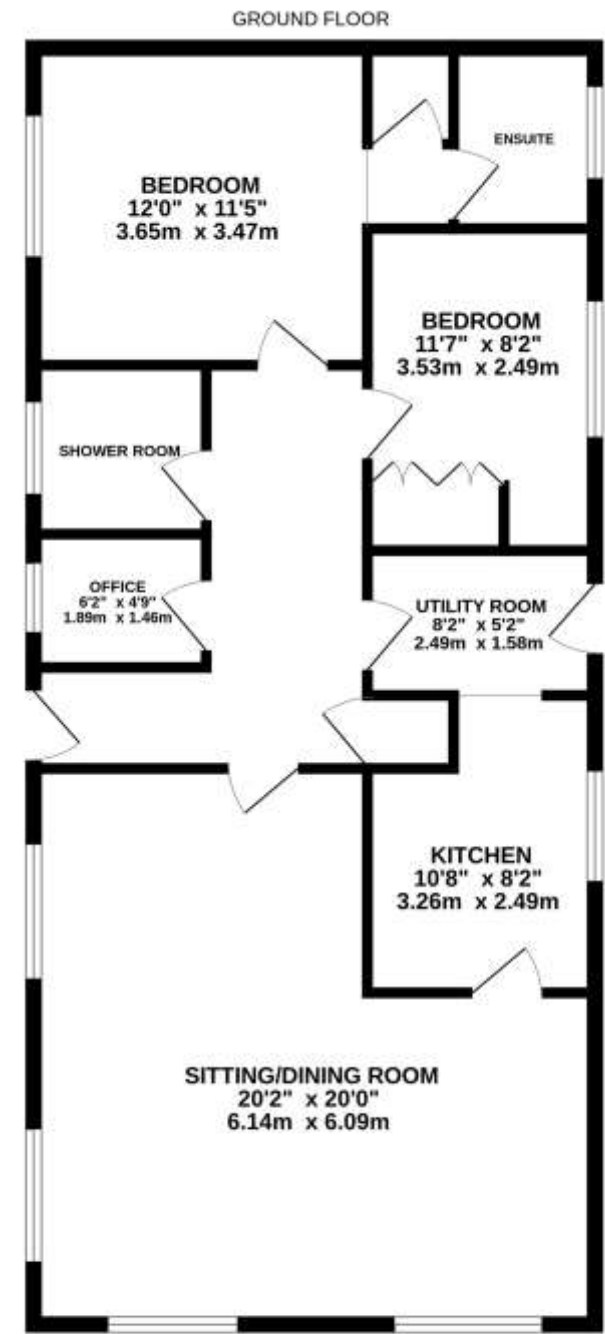 GROUND FLOOR
ENSUITE
BEDROOM
12'0" x 11'5"
3.65m x 3.47m
BEDROOM
11'7" x 8'2"
3.53m x 2.49m
SHOWER ROOM
OFFICE
6'2" x 4'9"
1.89m x 1.46m
UTILITY ROOM
8'2" x 5'2"
2.49m x 1.58m
KITCHEN
10'8" x 8'2"
3.26m x 2.49m
SITTING/DINING ROOM
20'2" x 20'0"
6.14m x 6.09m